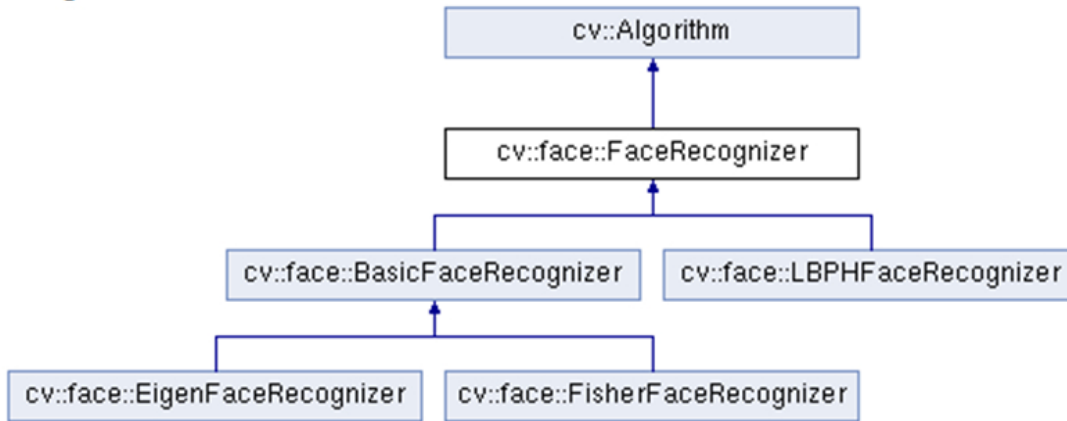 cv::Algorithm
cv::face::FaceRecognizer
cv::face::BasicFaceRecognizer
cv::face::LBPHFaceRecognizer
cv::face::EigenFaceRecognizer
cv::face::FisherFaceRecognizer